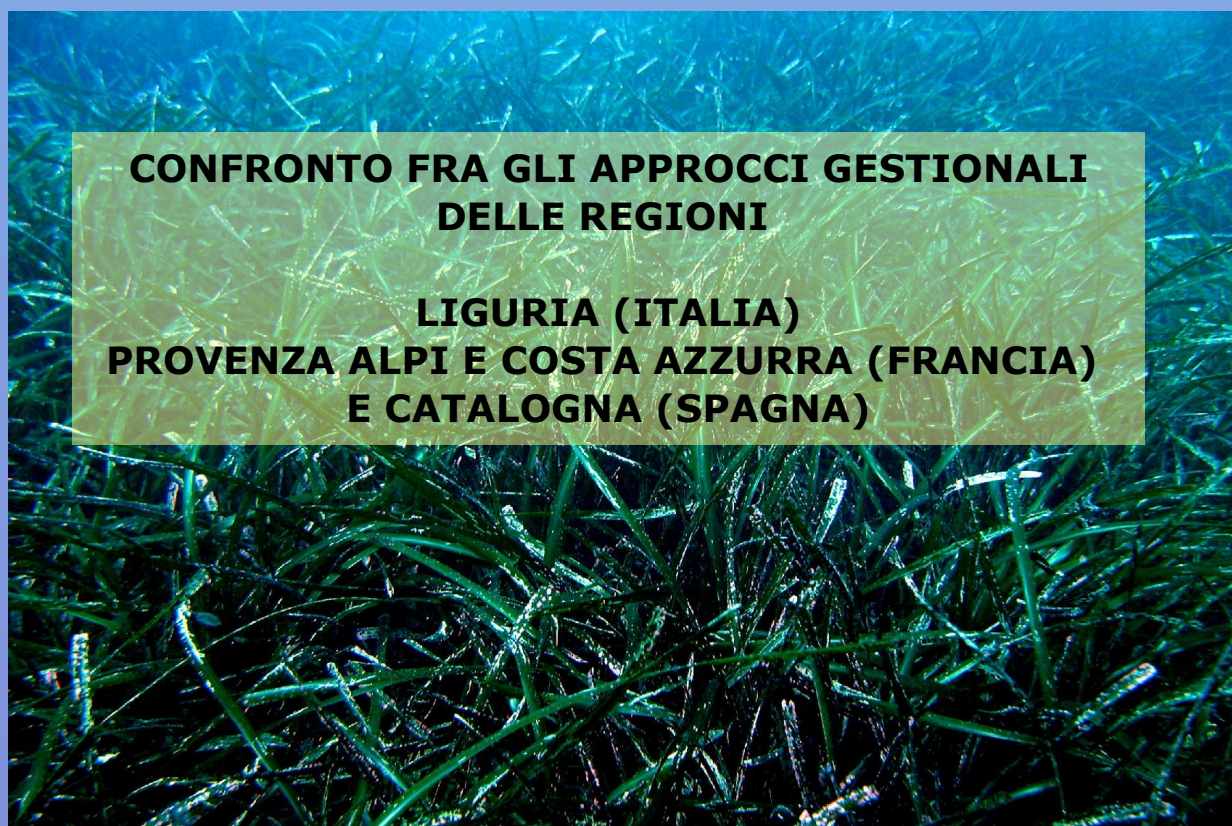 CONFRONTO FRA GLI APPROCCI GESTIONALI
DELLE REGIONI
LIGURIA (ITALIA)
PROVENZA ALPI E COSTA AZZURRA (FRANCIA)
E CATALOGNA (SPAGNA)